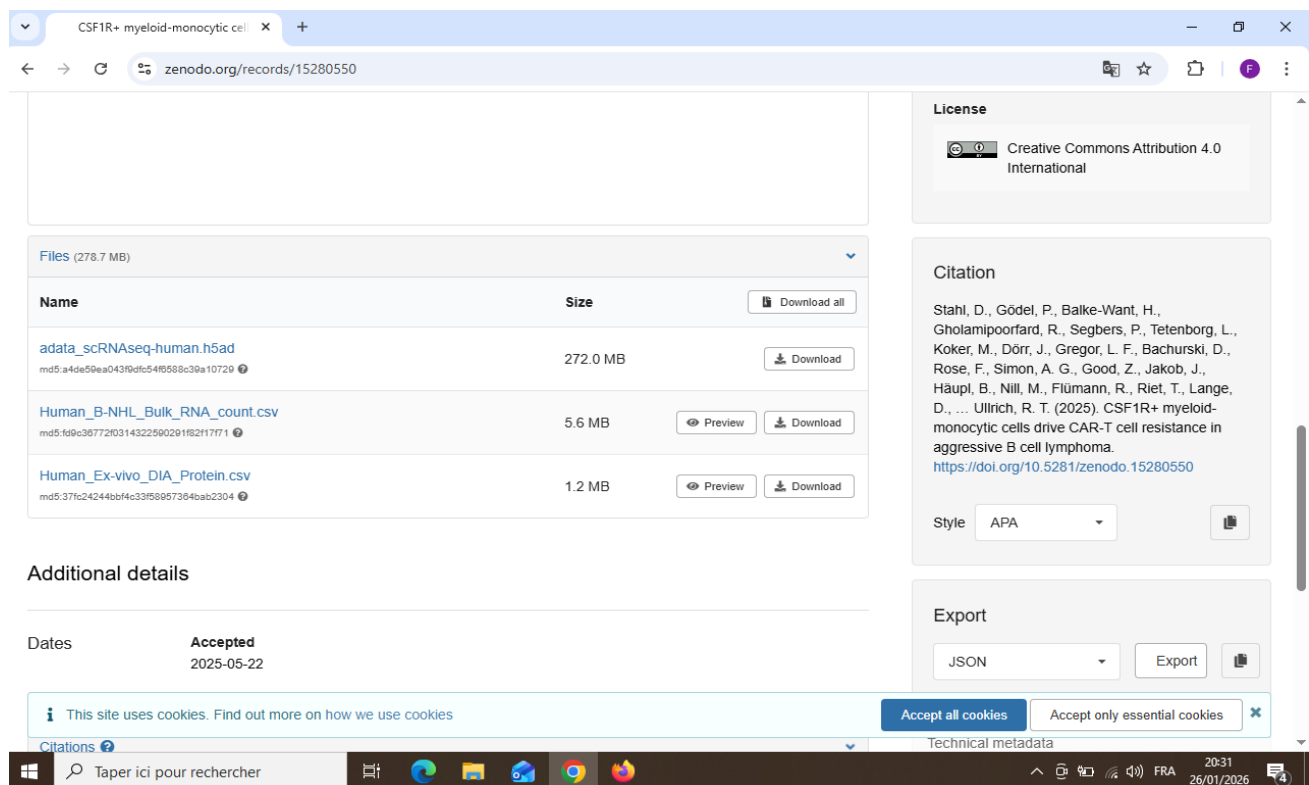 CSF1R+ myeloid-monocytic cel
zenodo.org/records/15280550
F
License
Creative Commons Attribution 4.0
International
Files (278.7 MB)
Name Size Download all
adata_scRNAseq-human.h5ad
272.0 MB Download
md5:a4de59ea043f9dfc54f6588c39a10729
Human_B-NHL_Bulk_RNA_count.csv
5.6 MB Preview Download
md5:fd9c36772f0314322590291f82f17f71
Human_Ex-vivo_DIA_Protein.csv
1.2 MB Preview Download
md5:37fc24244bbf4c33f58957364bab2304
Citation
Stahl, D., Gödel, P., Balke-Want, H.,
Gholamipoorfard, R., Segbers, P., Tetenborg, L.,
Koker, M., Dörr, J., Gregor, L. F., Bachurski, D.,
Rose, F., Simon, A. G., Good, Z., Jakob, J.,
Häupl, B., Nill, M., Flümann, R., Riet, T., Lange,
D., … Ullrich, R. T. (2025). CSF1R+ myeloid-
monocytic cells drive CAR-T cell resistance in
aggressive B cell lymphoma.
https://doi.org/10.5281/zenodo.15280550
Style APA
Additional details
Dates
Accepted
2025-05-22
Export
JSON Export
This site uses cookies. Find out more on how we use cookies
Accept all cookies Accept only essential cookies
Citations
Technical metadata
Taper ici pour rechercher
FRA
20:31
26/01/2026
4